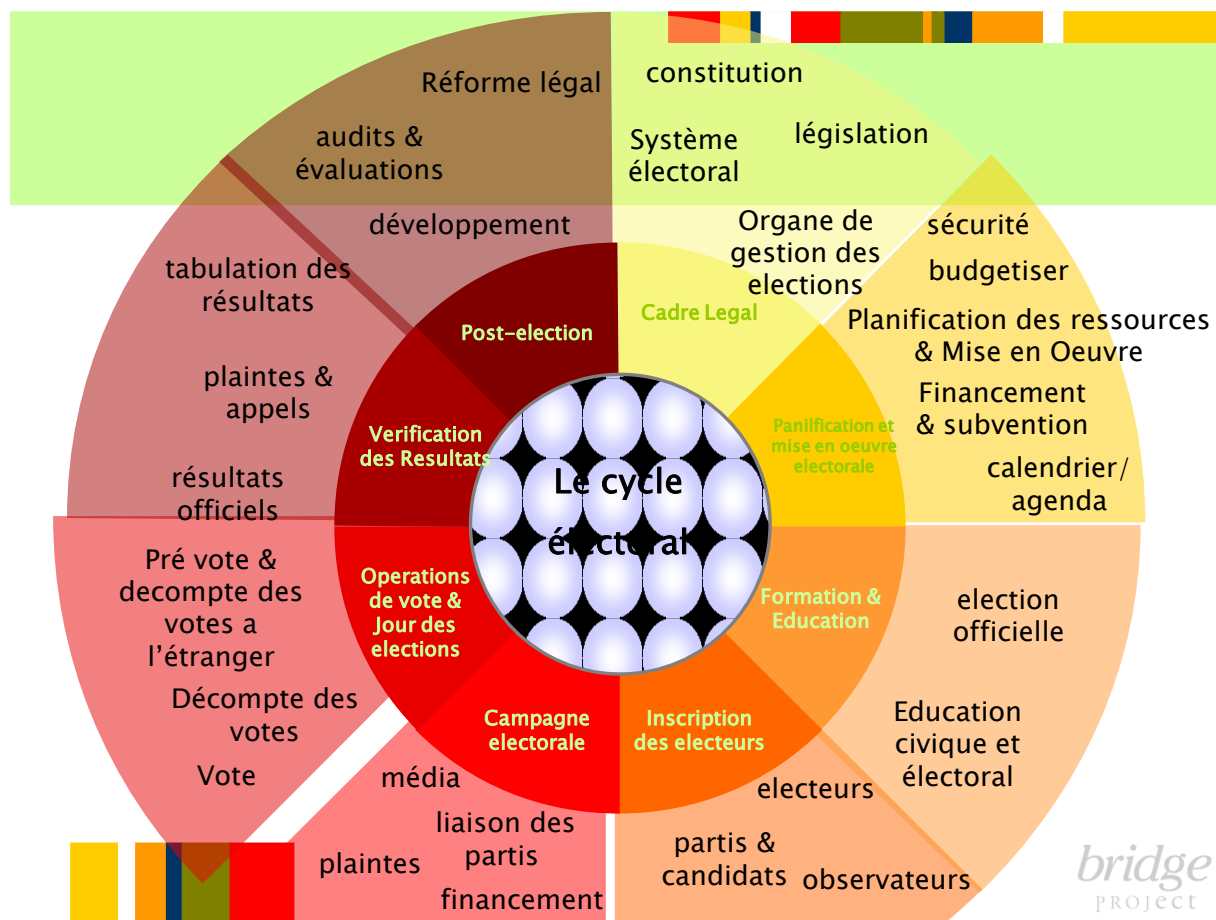 Le cycle
électoral
Cadre Legal
constitution
Système
électoral
législation
Organe de
gestion des
elections
Panilfication et
mise en oeuvre
electorale
sécurité
budgetiser
Planification des ressources
& Mise en Oeuvre
Financement
& subvention
calendrier/
agenda
Formation &
Education
election
officielle
Education
civique et
électoral
Inscription
des electeurs
electeurs
partis &
candidats
observateurs
Campagne
electorale
média
liaison des
partis
plaintes
financement
Operations
de vote &
Jour des
elections
Pré vote &
decompte des
votes a
l'étranger
Décompte des
votes
Vote
Verification
des Resultats
tabulation des
résultats
plaintes &
appels
résultats
officiels
Post-election
Réforme légal
audits &
évaluations
développement
bridge
PROJECT